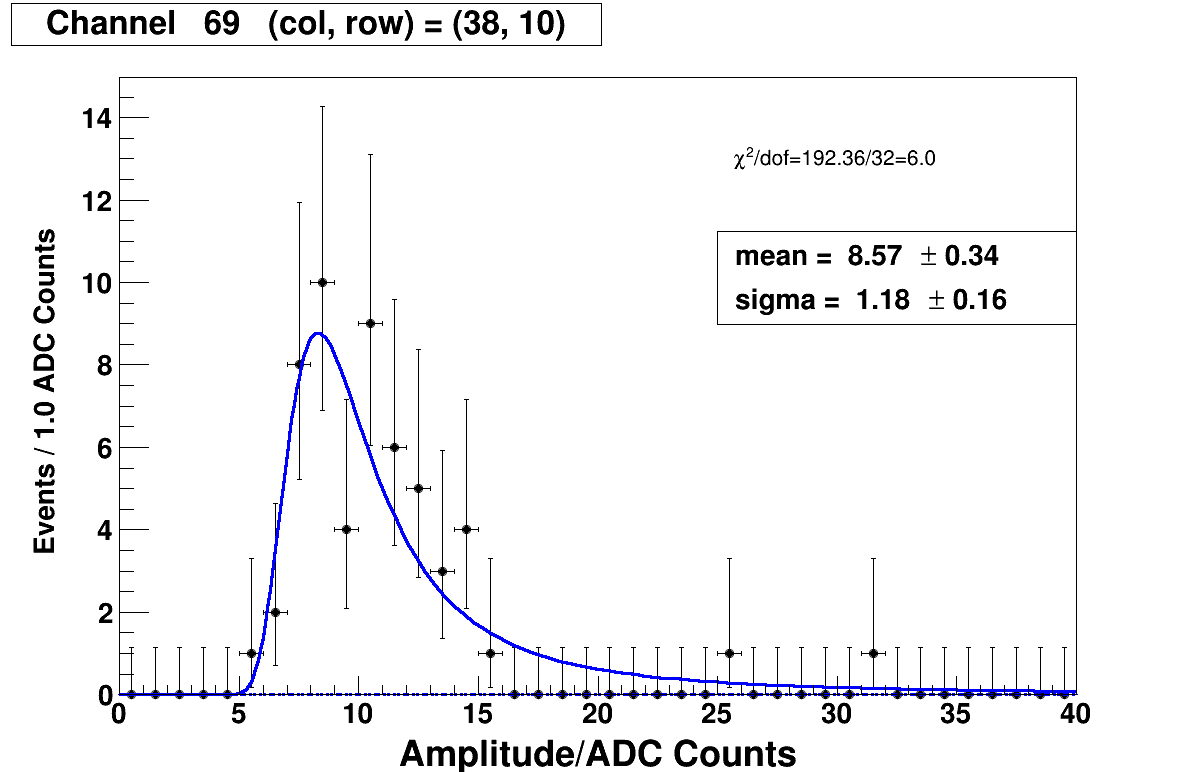 Channel 69 (col, row) = (38, 10)
χ²/dof=192.36/32=6.0
mean = 8.57 ± 0.34
sigma = 1.18 ± 0.16
Events / 1.0 ADC Counts
14
12
10
8
6
4
2
0
0 5 10 15 20 25 30 35 40
Amplitude/ADC Counts